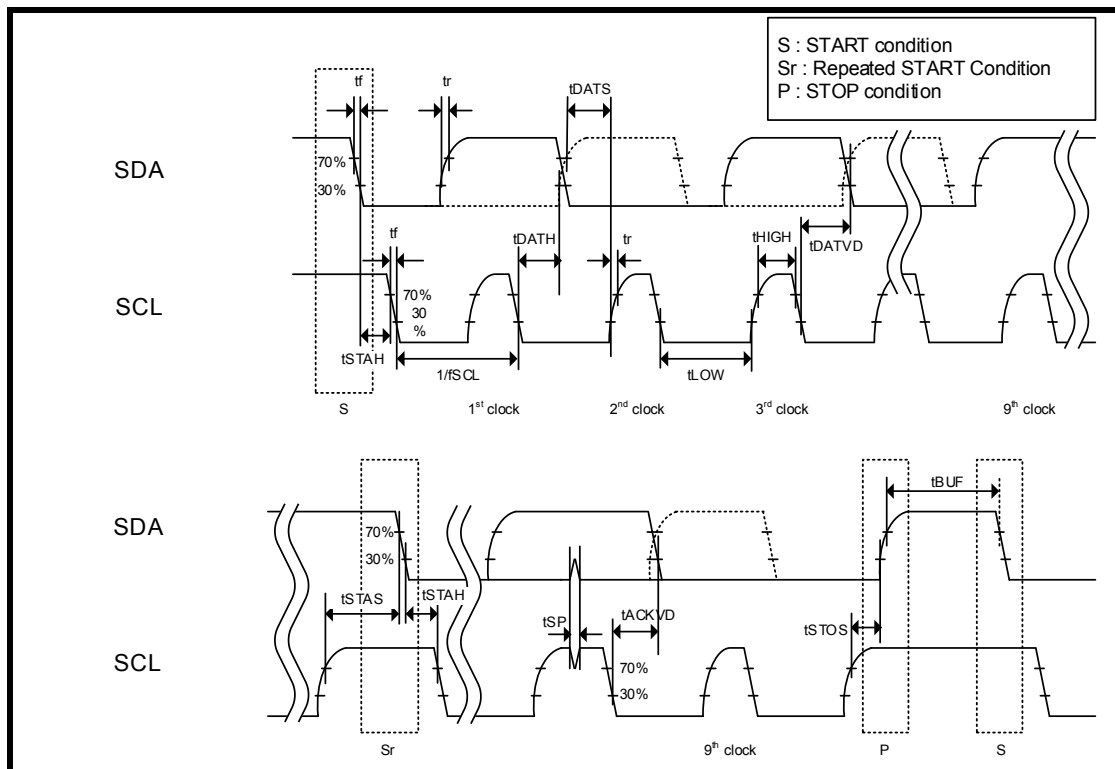 S : START condition
Sr : Repeated START Condition
P : STOP condition
tf
tr
tDATS
SDA
70%
30%
tf
tDATH
tr
tHIGH
tDATVD
SCL
70%
30
%
tSTAH
1/fSCL
tLOW
S
1st clock
2nd clock
3rd clock
9th clock
tBUF
SDA
70%
30%
tSTAS
tSTAH
tSP
tACKVD
tSTOS
SCL
70%
30%
Sr
9th clock
P
S